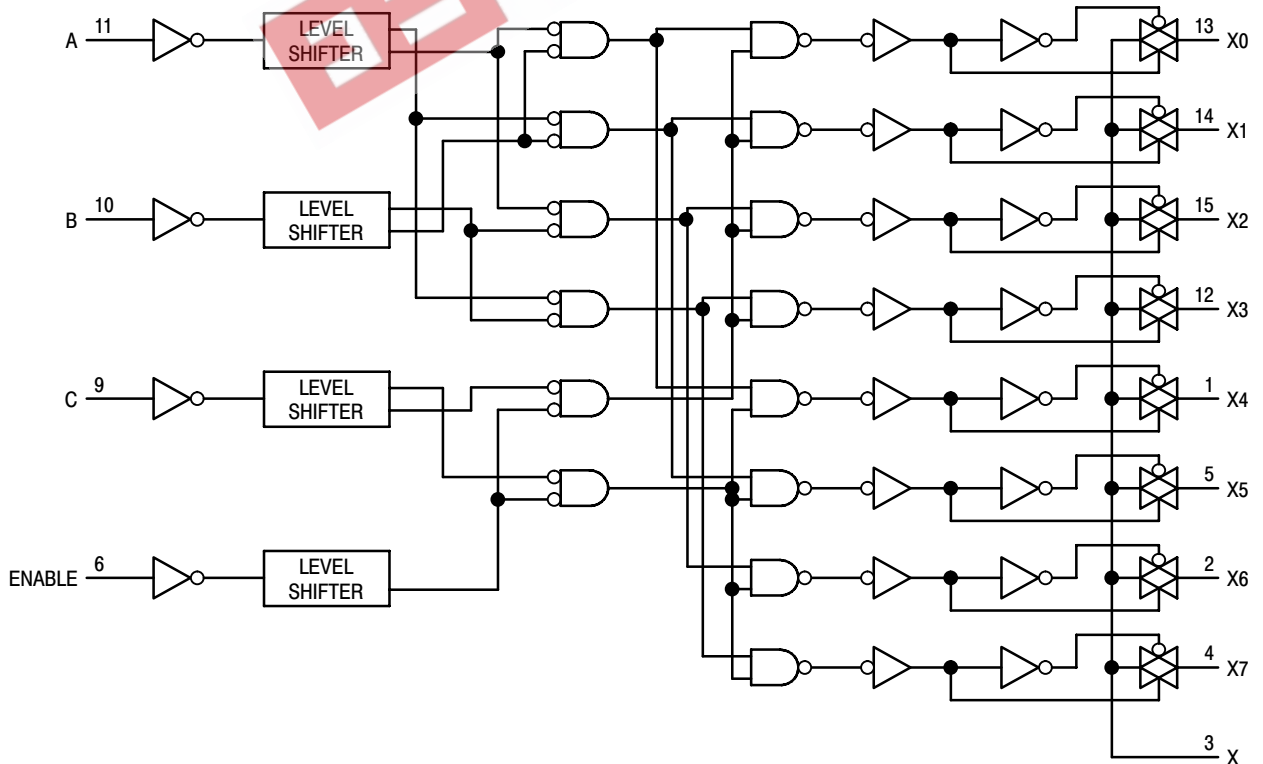 11
A
LEVEL
SHIFTER
13
X0
14
X1
10
B
LEVEL
SHIFTER
15
X2
12
X3
9
C
LEVEL
SHIFTER
1
X4
5
X5
6
ENABLE
LEVEL
SHIFTER
2
X6
4
X7
3
X